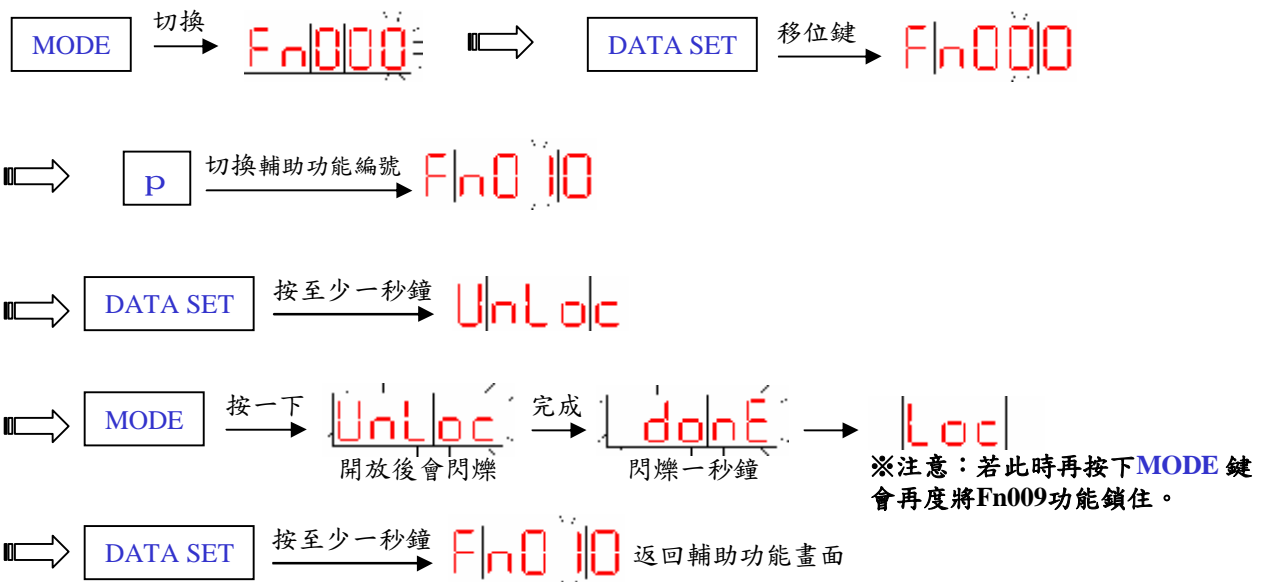 MODE 切換 Fn000 DATA SET 移位鍵 Fn000
p 切換輔助功能編號 Fn010
DATA SET 按至少一秒鐘 UnLoc
MODE 按一下 UnLoc 完成 donE Loc
開放後會閃爍 閃爍一秒鐘 ※注意：若此時再按下MODE 鍵
會再度將Fn009功能鎖住。
DATA SET 按至少一秒鐘 Fn010 返回輔助功能畫面